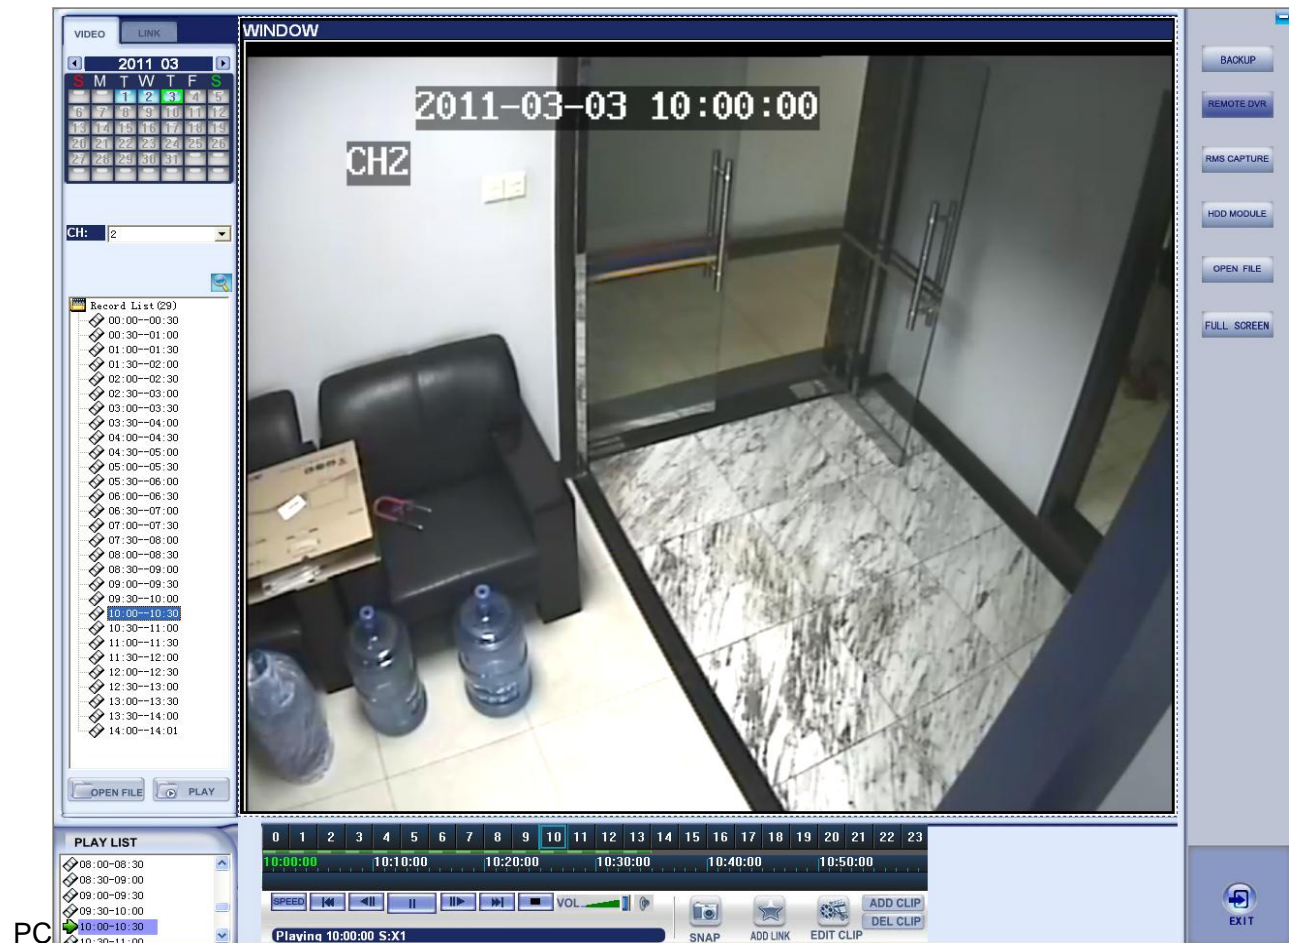 VIDEO LINK
2011 03
S M T W T F S
1 2 3 4 5
6 7 8 9 10 11 12
13 14 15 16 17 18 19
20 21 22 23 24 25 26
27 28 29 30 31
CH: 2
Record List(29)
00:00--00:30
00:30--01:00
01:00--01:30
01:30--02:00
02:00--02:30
02:30--03:00
03:00--03:30
03:30--04:00
04:00--04:30
04:30--05:00
05:00--05:30
05:30--06:00
06:00--06:30
06:30--07:00
07:00--07:30
07:30--08:00
08:00--08:30
08:30--09:00
09:00--09:30
09:30--10:00
10:00--10:30
10:30--11:00
11:00--11:30
11:30--12:00
12:00--12:30
12:30--13:00
13:00--13:30
13:30--14:00
14:00--14:01
OPEN FILE PLAY
WINDOW
2011-03-03 10:00:00
CH2
BACKUP
REMOTE DVR
RMS CAPTURE
HDD MODULE
OPEN FILE
FULL SCREEN
EXIT
PLAY LIST
08:00-08:30
08:30-09:00
09:00-09:30
09:30-10:00
10:00-10:30
10:30-11:00
0 1 2 3 4 5 6 7 8 9 10 11 12 13 14 15 16 17 18 19 20 21 22 23
10:00:00 10:10:00 10:20:00 10:30:00 10:40:00 10:50:00
SPEED VOL
Playing 10:00:00 S:X1
SNAP ADD LINK EDIT CLIP
ADD CLIP
DEL CLIP
PC